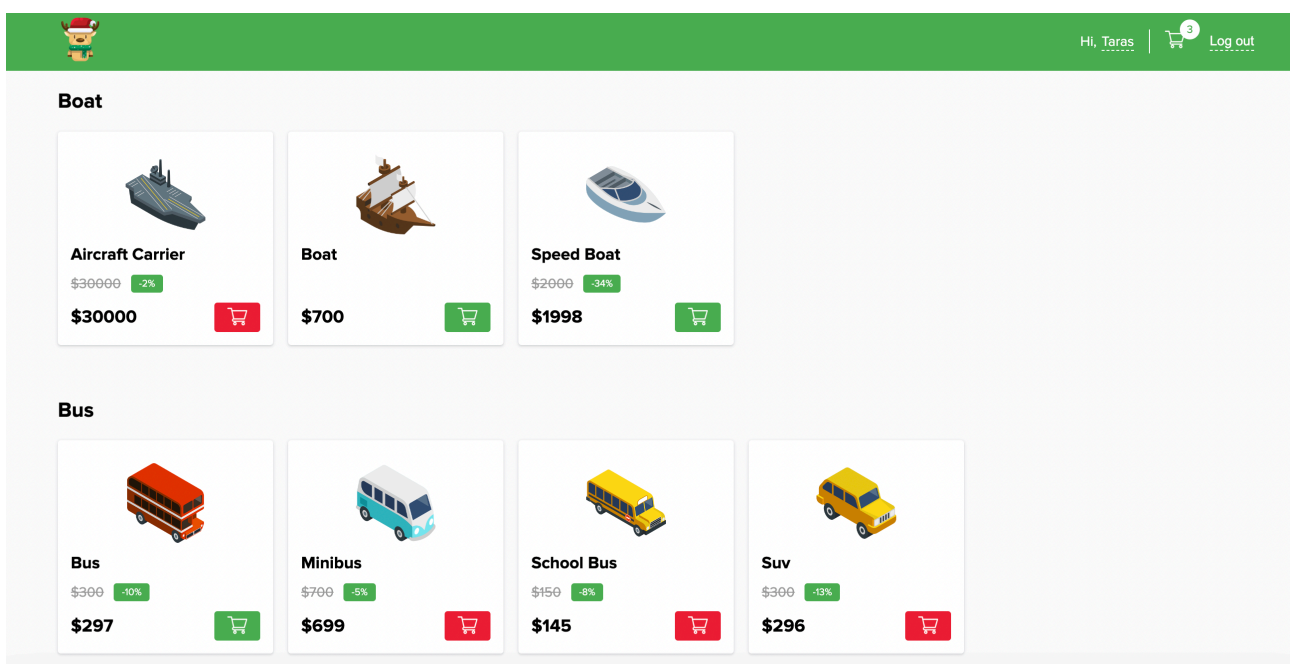 Hi, Taras 3 Log out
Boat
Aircraft Carrier
$30000 -2%
$30000
Boat
$700
Speed Boat
$2000 -34%
$1998
Bus
Bus
$300 -10%
$297
Minibus
$700 -5%
$699
School Bus
$150 -8%
$145
Suv
$300 -13%
$296